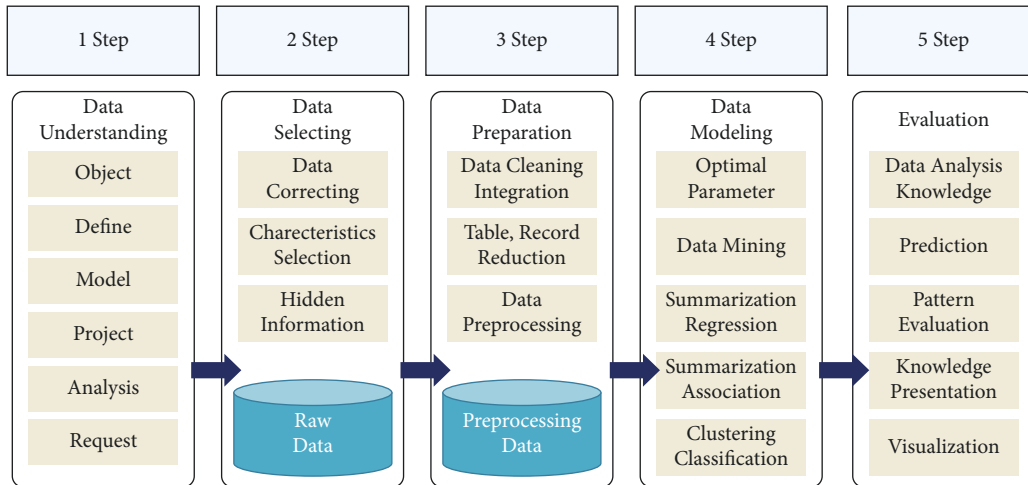 1 Step
2 Step
3 Step
4 Step
5 Step
Data
Understanding
Object
Define
Model
Project
Analysis
Request
Data
Selecting
Data
Correcting
Charecteristics
Selection
Hidden
Information
Raw
Data
Data
Preparation
Data Cleaning
Integration
Table, Record
Reduction
Data
Preprocessing
Preprocessing
Data
Data
Modeling
Optimal
Parameter
Data Mining
Summarization
Regression
Summarization
Association
Clustering
Classification
Evaluation
Data Analysis
Knowledge
Prediction
Pattern
Evaluation
Knowledge
Presentation
Visualization